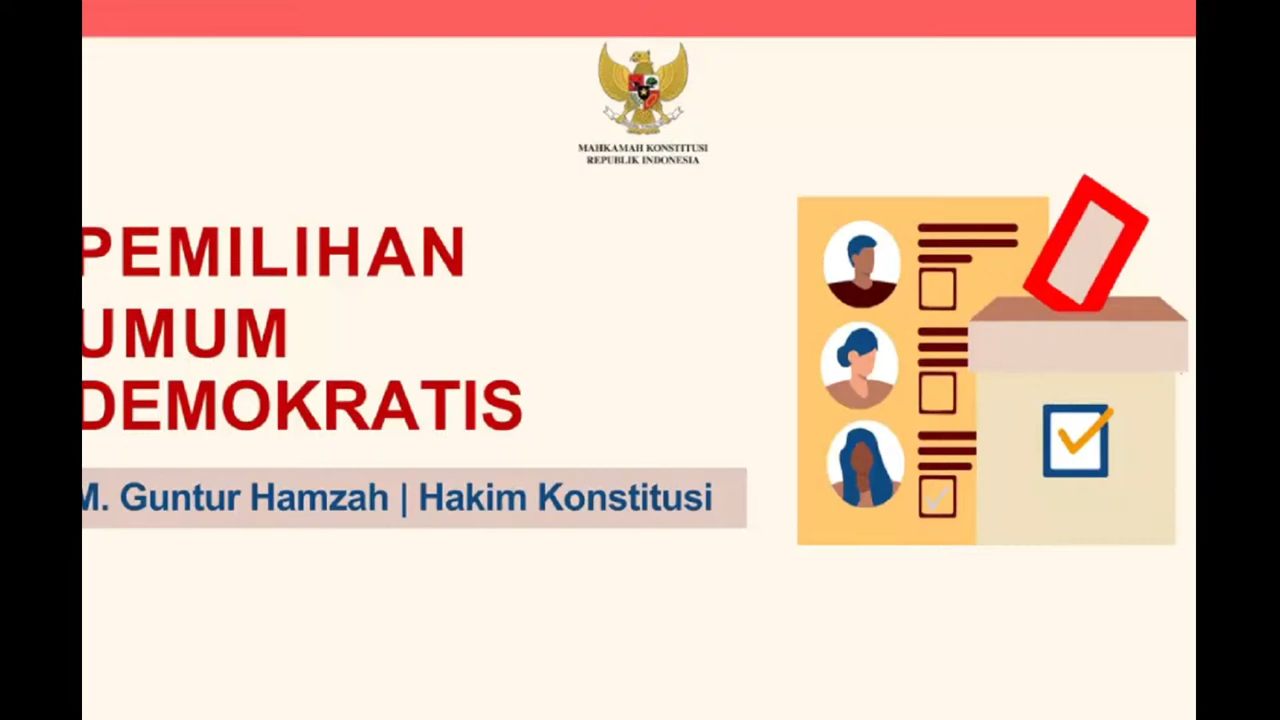 MAHKAMAH KONSTITUSI
REPUBLIK INDONESIA
PEMILIHAN
UMUM
DEMOKRATIS
M. Guntur Hamzah | Hakim Konstitusi